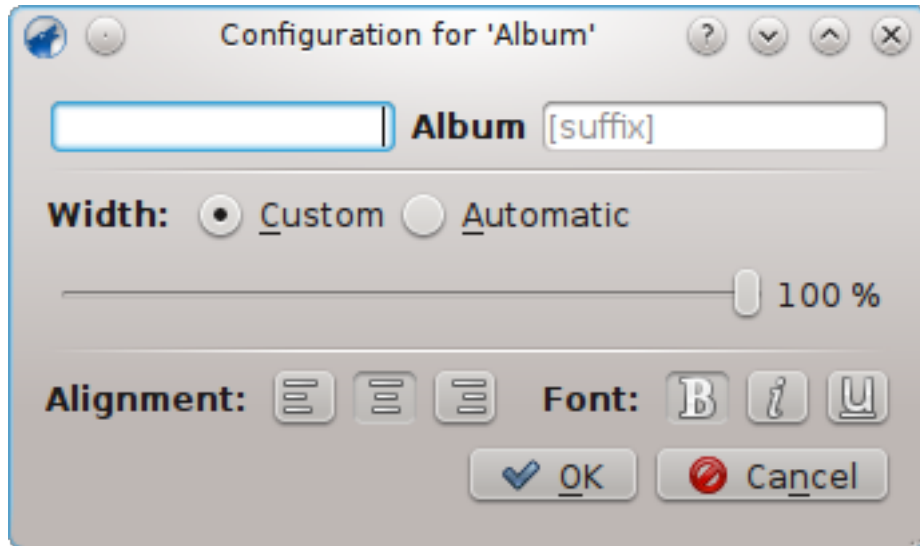 Configuration for 'Album'
Album [suffix]
Width: Custom Automatic
100 %
Alignment: Font: B i U
OK Cancel